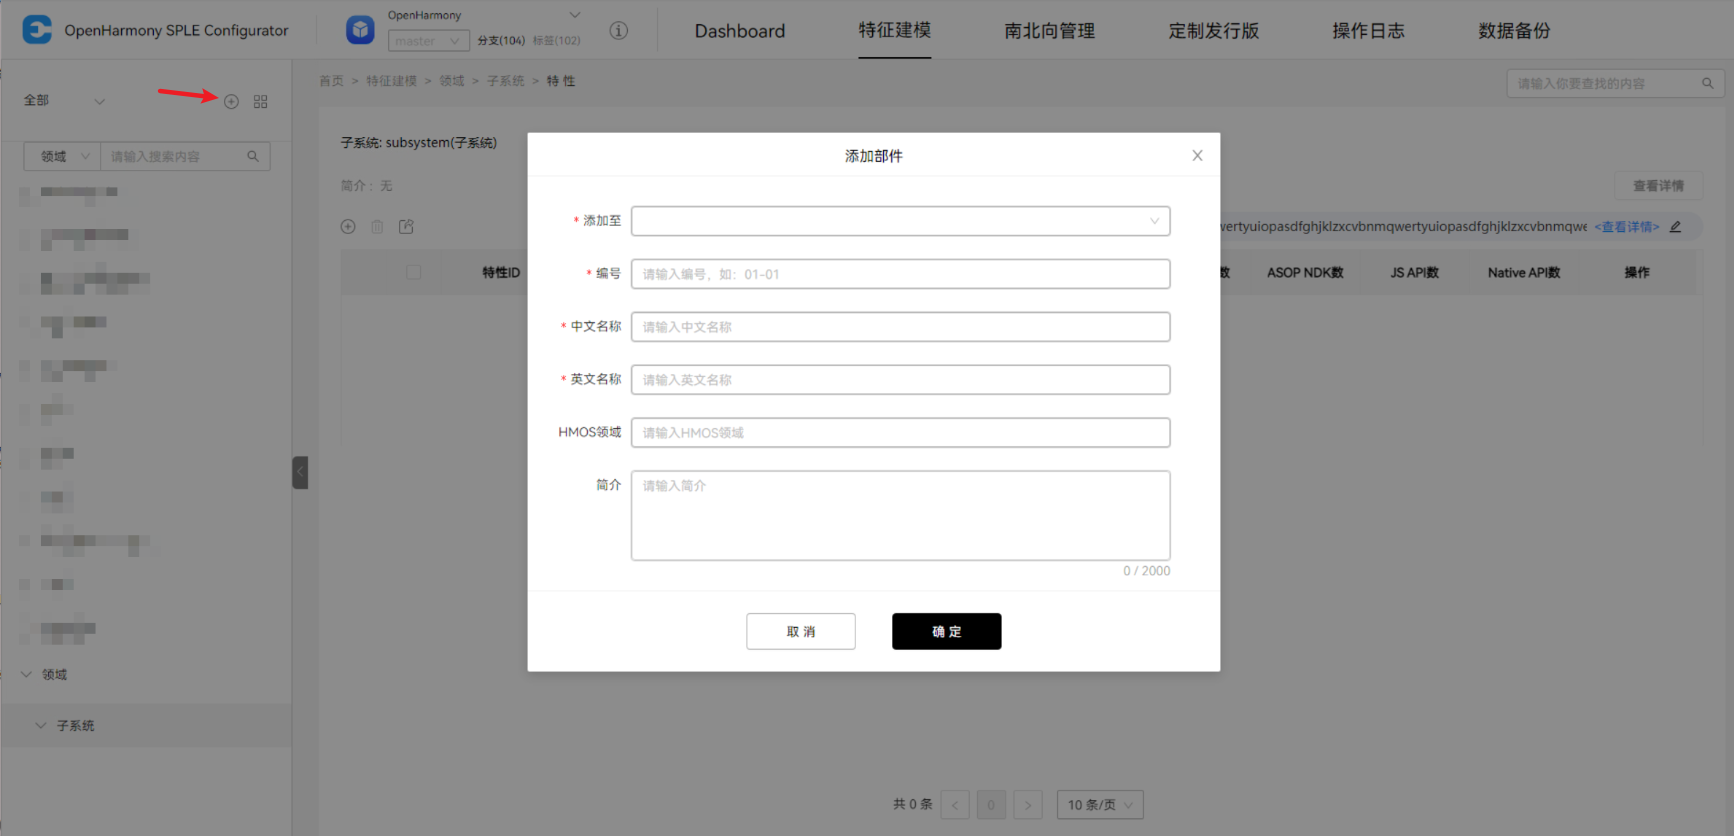 OpenHarmony SPLE Configurator
OpenHarmony
master
分支(104) 标签(102)
Dashboard
特征建模
南北向管理
定制发行版
操作日志
数据备份
全部
首页 > 特征建模 > 领域 > 子系统 > 特 性
请输入你要查找的内容
领域
请输入搜索内容
子系统: subsystem(子系统)
简介 : 无
查看详情
wertyuiopasdfghjklzxcvbnmqwertyuiopasdfghjklzxcvbnmqwe <查看详情>
特性ID
数
ASOP NDK数
JS API数
Native API数
操作
添加部件
* 添加至
* 编号
请输入编号，如：01-01
* 中文名称
请输入中文名称
* 英文名称
请输入英文名称
HMOS领域
请输入HMOS领域
简介
请输入简介
0 / 2000
取 消
确 定
领域
子系统
共 0 条
0
10 条/页